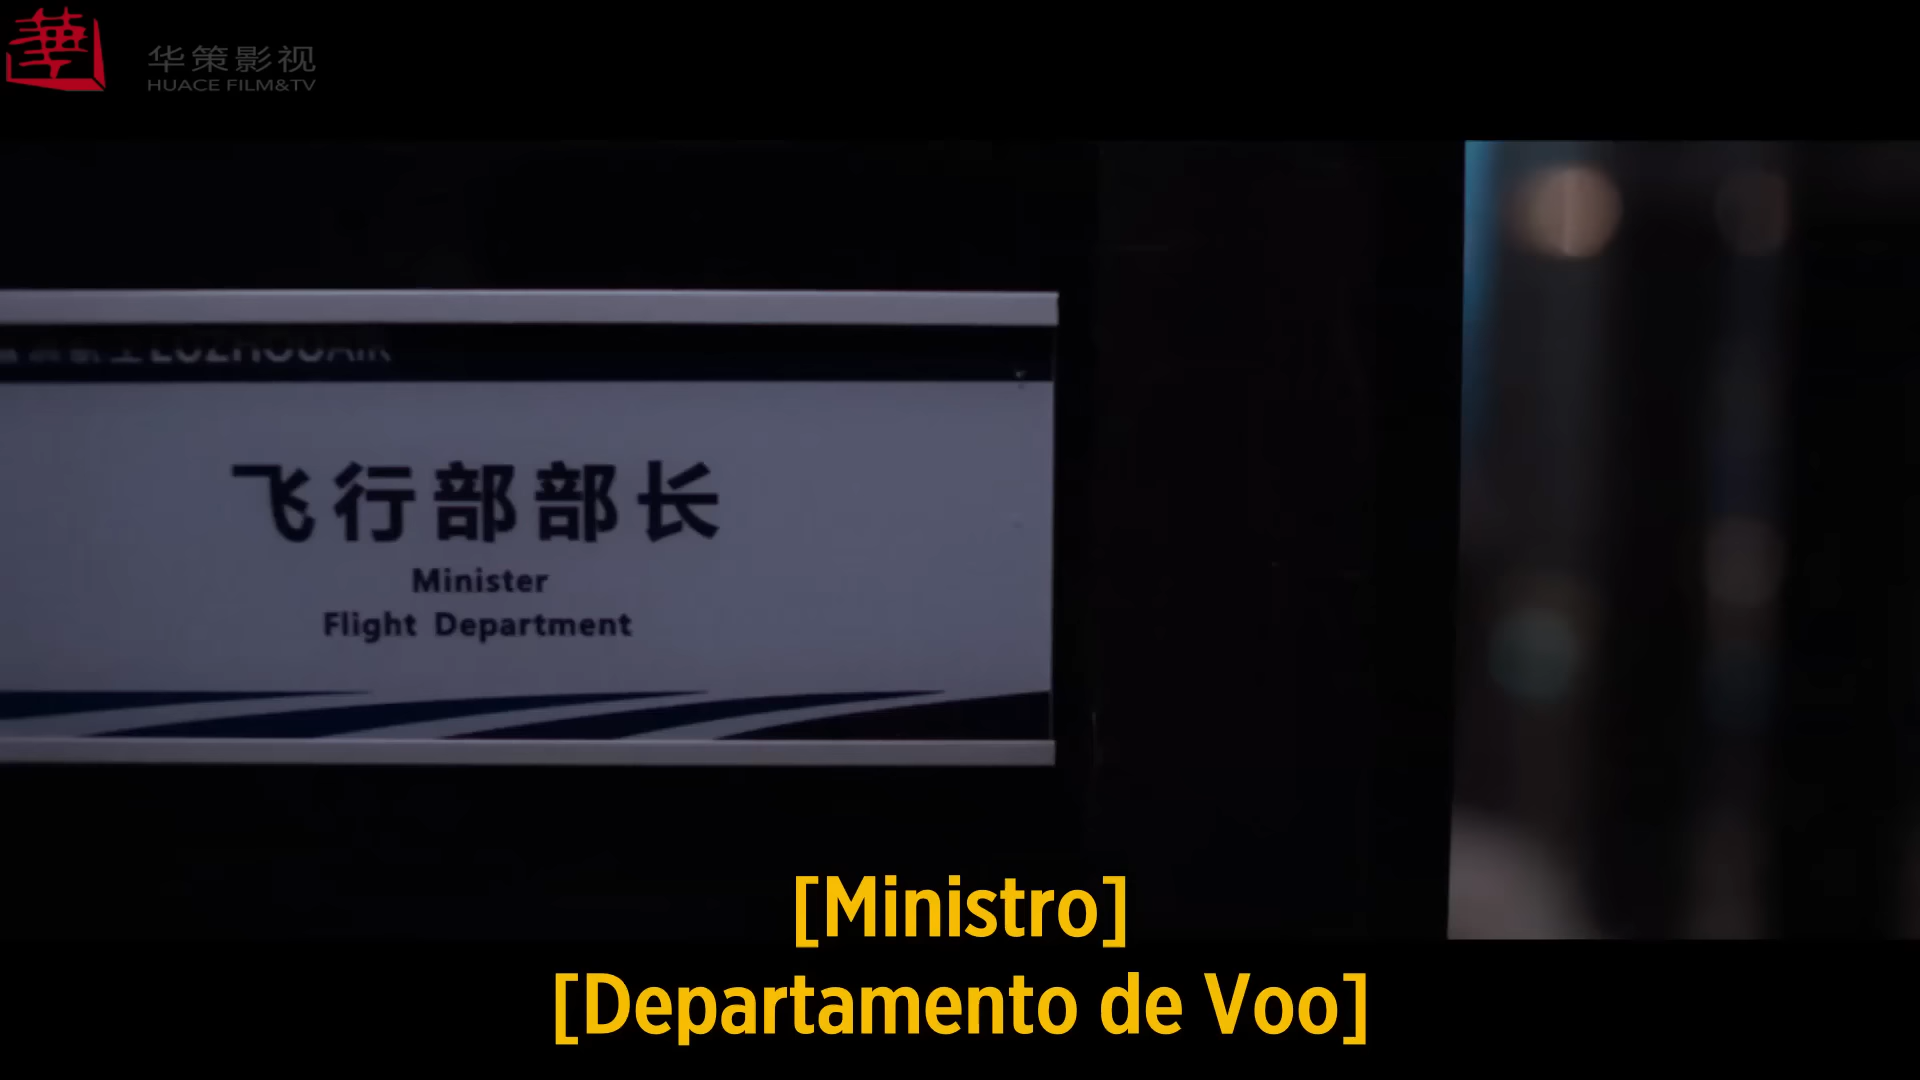 华策影视
HUACE FILM&TV
LUZHOUAIR
飞行部部长
Minister
Flight Department
[Ministro]
[Departamento de Voo]